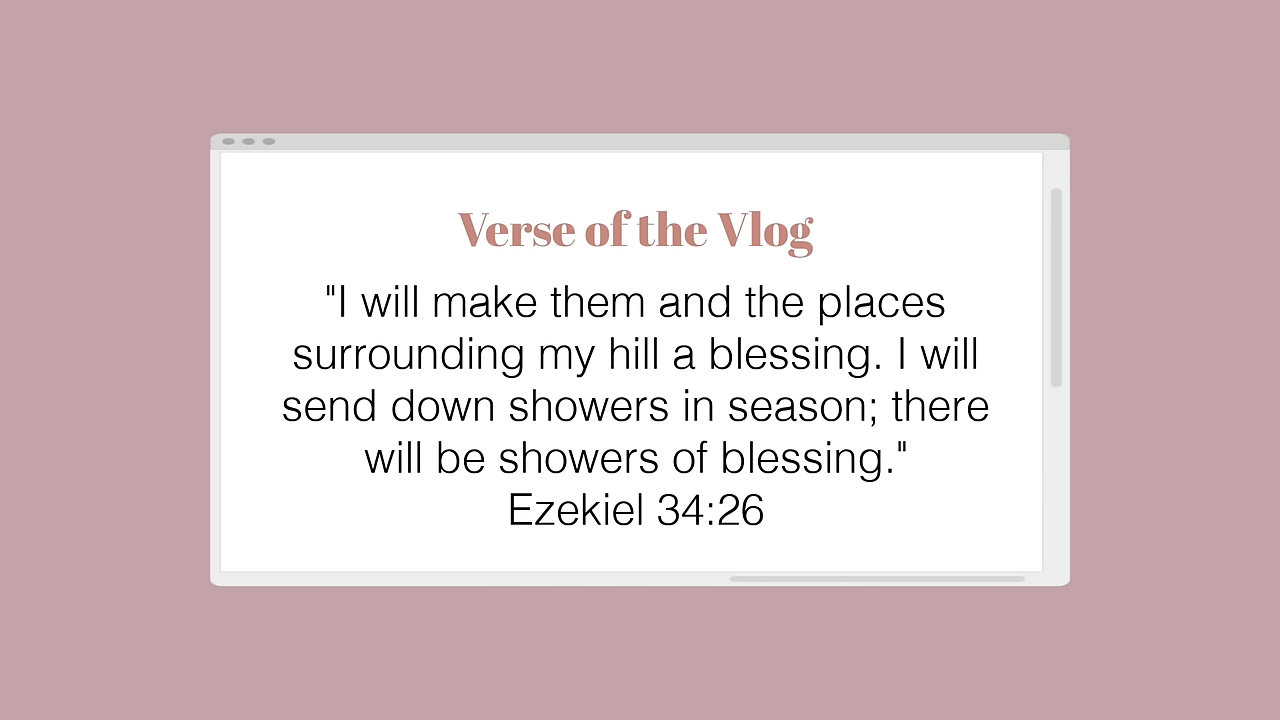 Verse of the Vlog
"I will make them and the places
surrounding my hill a blessing. I will
send down showers in season; there
will be showers of blessing."
Ezekiel 34:26